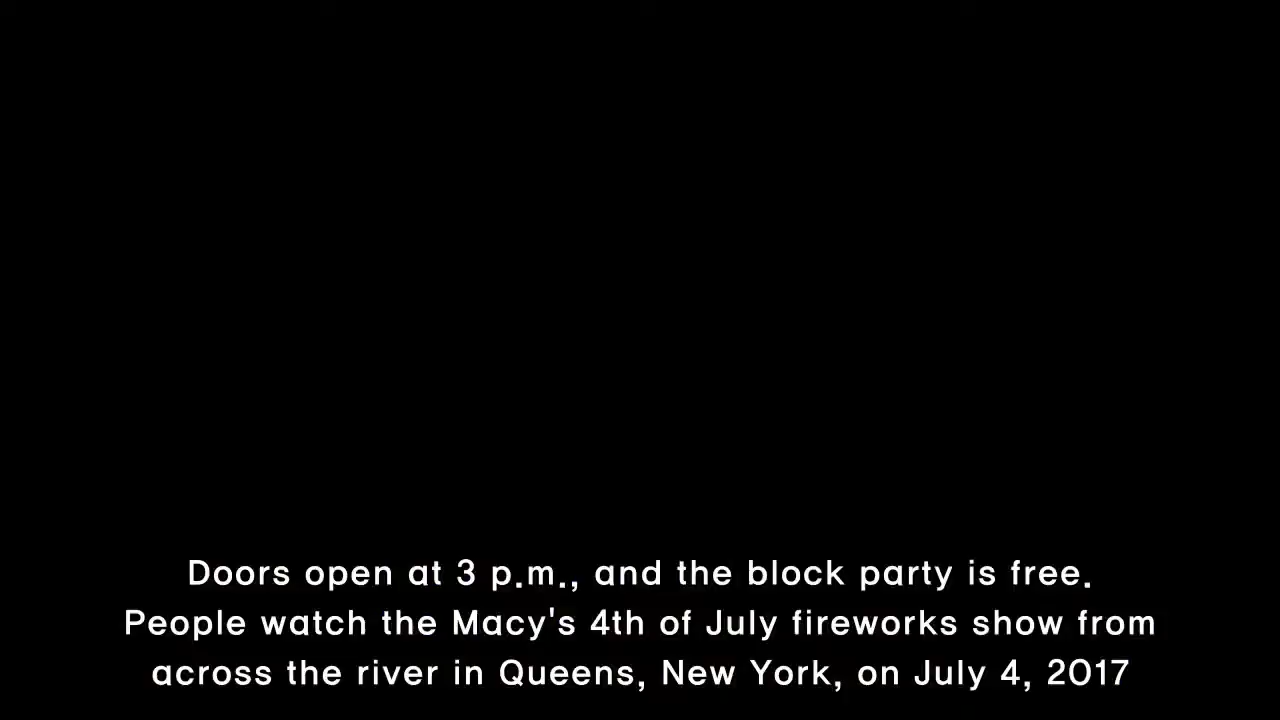 Doors open at 3 p.m., and the block party is free.
People watch the Macy's 4th of July fireworks show from
across the river in Queens, New York, on July 4, 2017